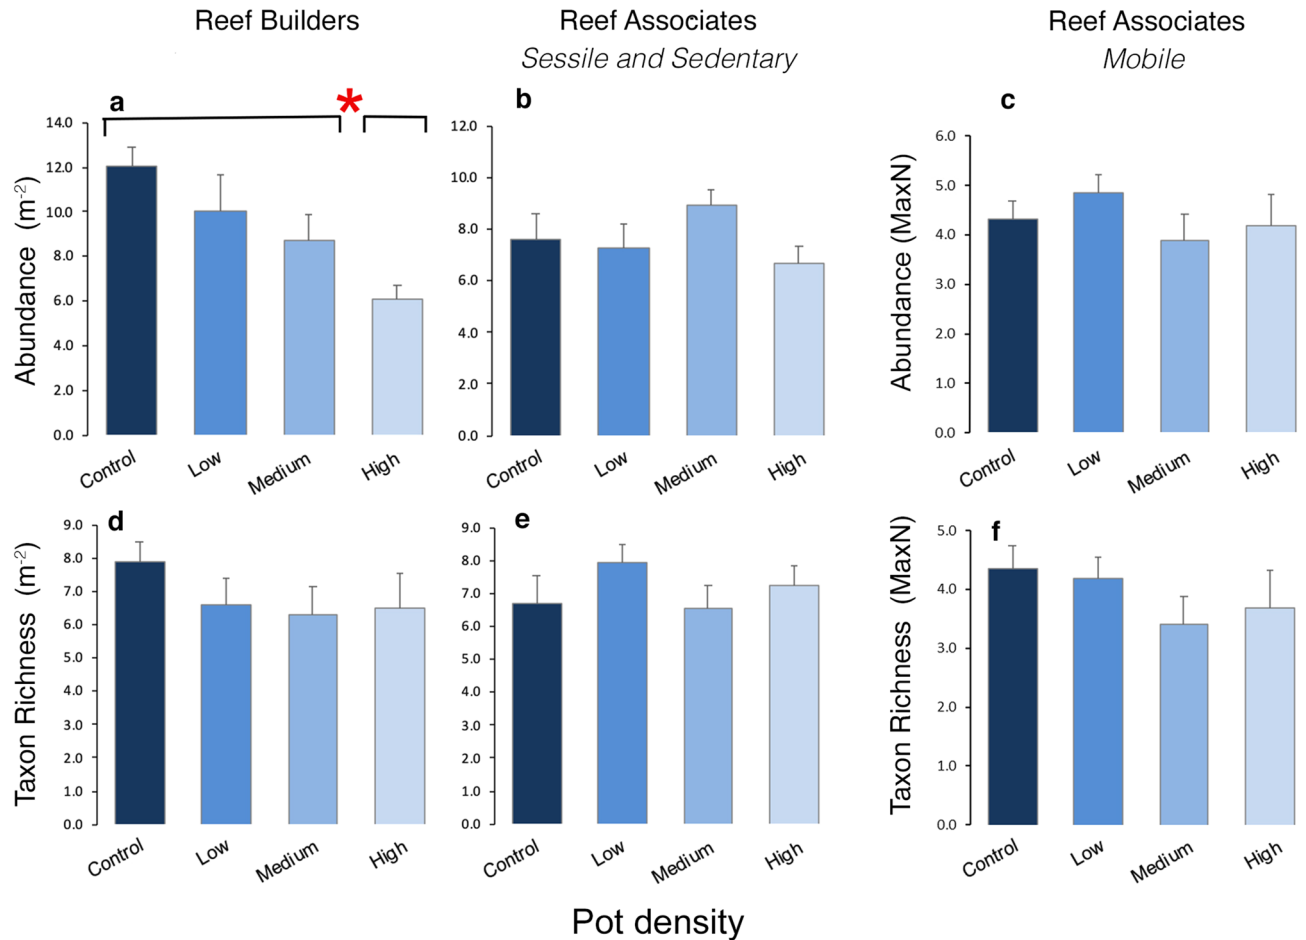 Reef Builders
Reef Associates
Sessile and Sedentary
Reef Associates
Mobile
a
*
b
c
Abundance (m⁻²)
14.0
12.0
10.0
8.0
6.0
4.0
2.0
0.0
Control
Low
Medium
High
12.0
10.0
8.0
6.0
4.0
2.0
0.0
Control
Low
Medium
High
Abundance (MaxN)
6.0
5.0
4.0
3.0
2.0
1.0
0.0
Control
Low
Medium
High
d
Taxon Richness (m⁻²)
9.0
8.0
7.0
6.0
5.0
4.0
3.0
2.0
1.0
0.0
Control
Low
Medium
High
e
9.0
8.0
7.0
6.0
5.0
4.0
3.0
2.0
1.0
0.0
Control
Low
Medium
High
f
Taxon Richness (MaxN)
5.0
4.0
3.0
2.0
1.0
0.0
Control
Low
Medium
High
Pot density